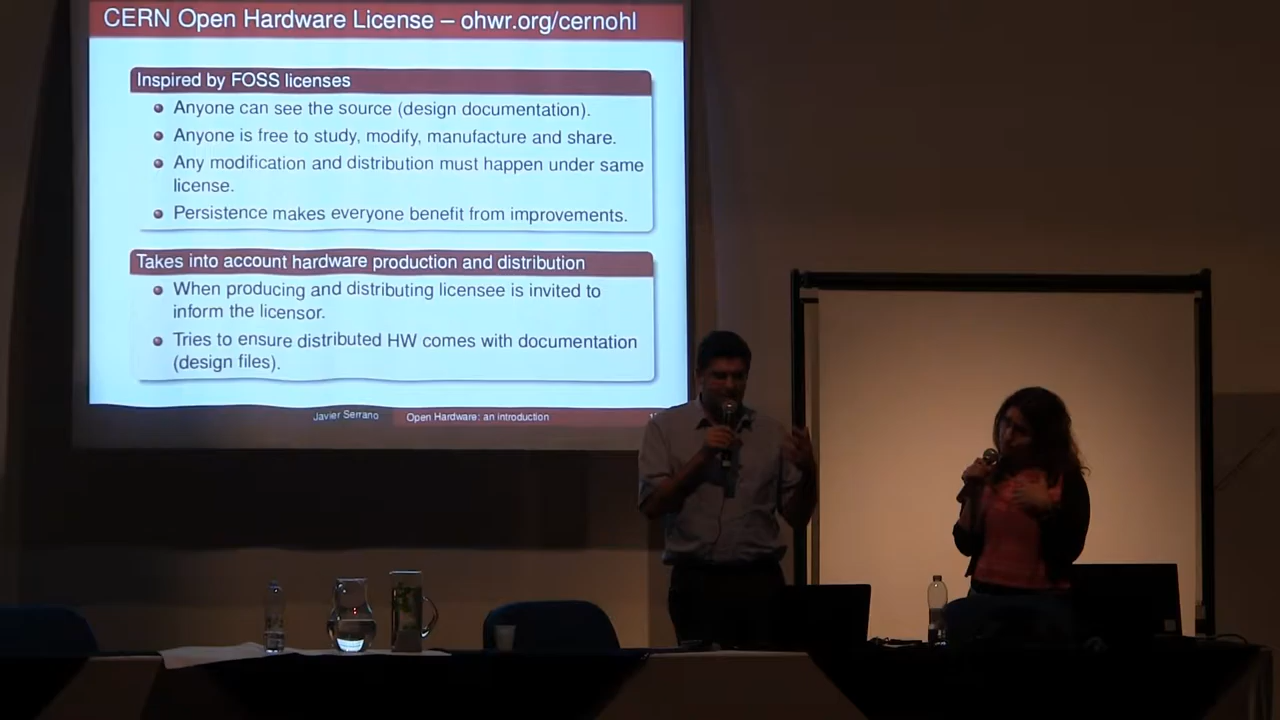 CERN Open Hardware License – ohwr.org/cernohl
Inspired by FOSS licenses
Anyone can see the source (design documentation).
Anyone is free to study, modify, manufacture and share.
Any modification and distribution must happen under same
license.
Persistence makes everyone benefit from improvements.
Takes into account hardware production and distribution
When producing and distributing licensee is invited to
inform the licensor.
Tries to ensure distributed HW comes with documentation
(design files).
Javier Serrano
Open Hardware: an introduction